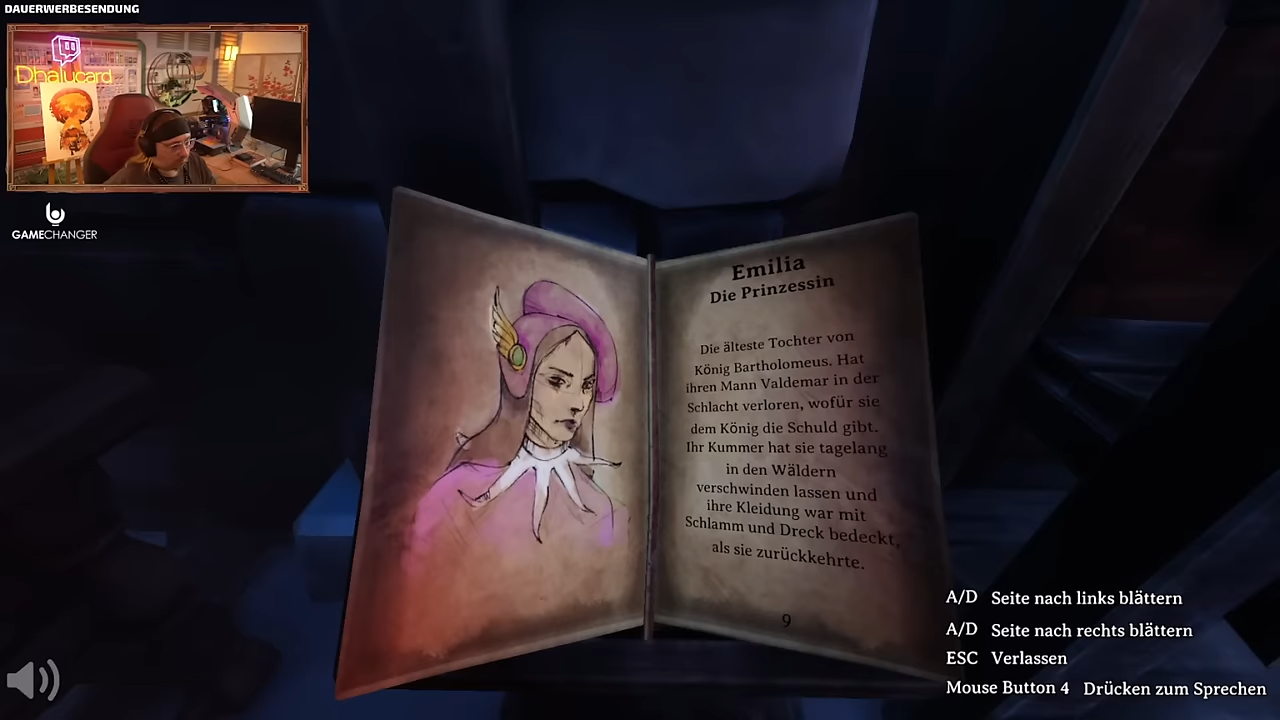 DAUERWERBESENDUNG
Dhalucard
GAMECHANGER
Emilia
Die Prinzessin
Die älteste Tochter von
König Bartholomeus. Hat
ihren Mann Valdemar in der
Schlacht verloren, wofür sie
dem König die Schuld gibt.
Ihr Kummer hat sie tagelang
in den Wäldern
verschwinden lassen und
ihre Kleidung war mit
Schlamm und Dreck bedeckt,
als sie zurückkehrte.
9
A/D Seite nach links blättern
A/D Seite nach rechts blättern
ESC Verlassen
Mouse Button 4 Drücken zum Sprechen